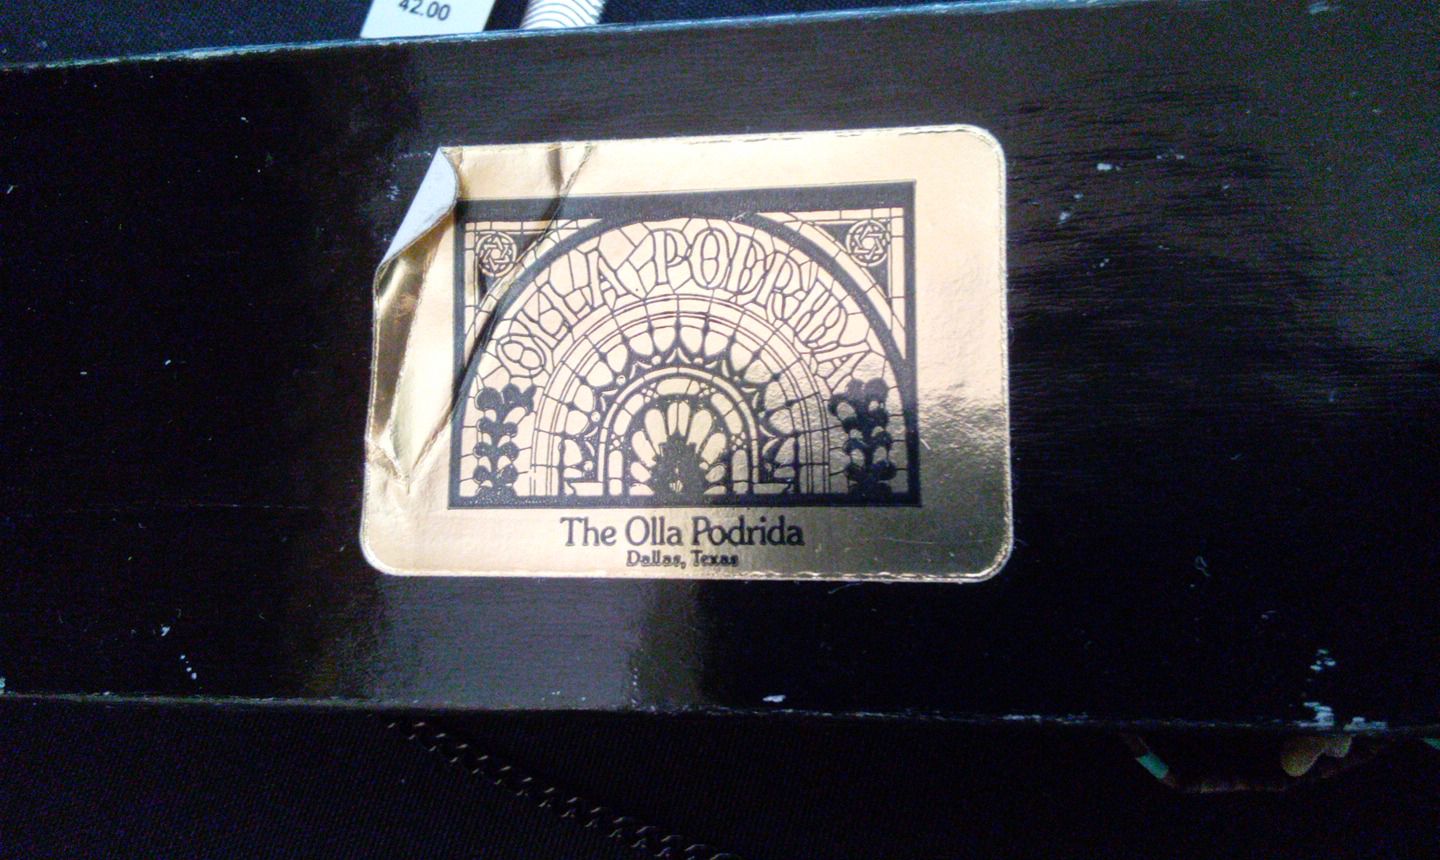 42.00
OLLA PODRIDA
The Olla Podrida
Dallas, Texas